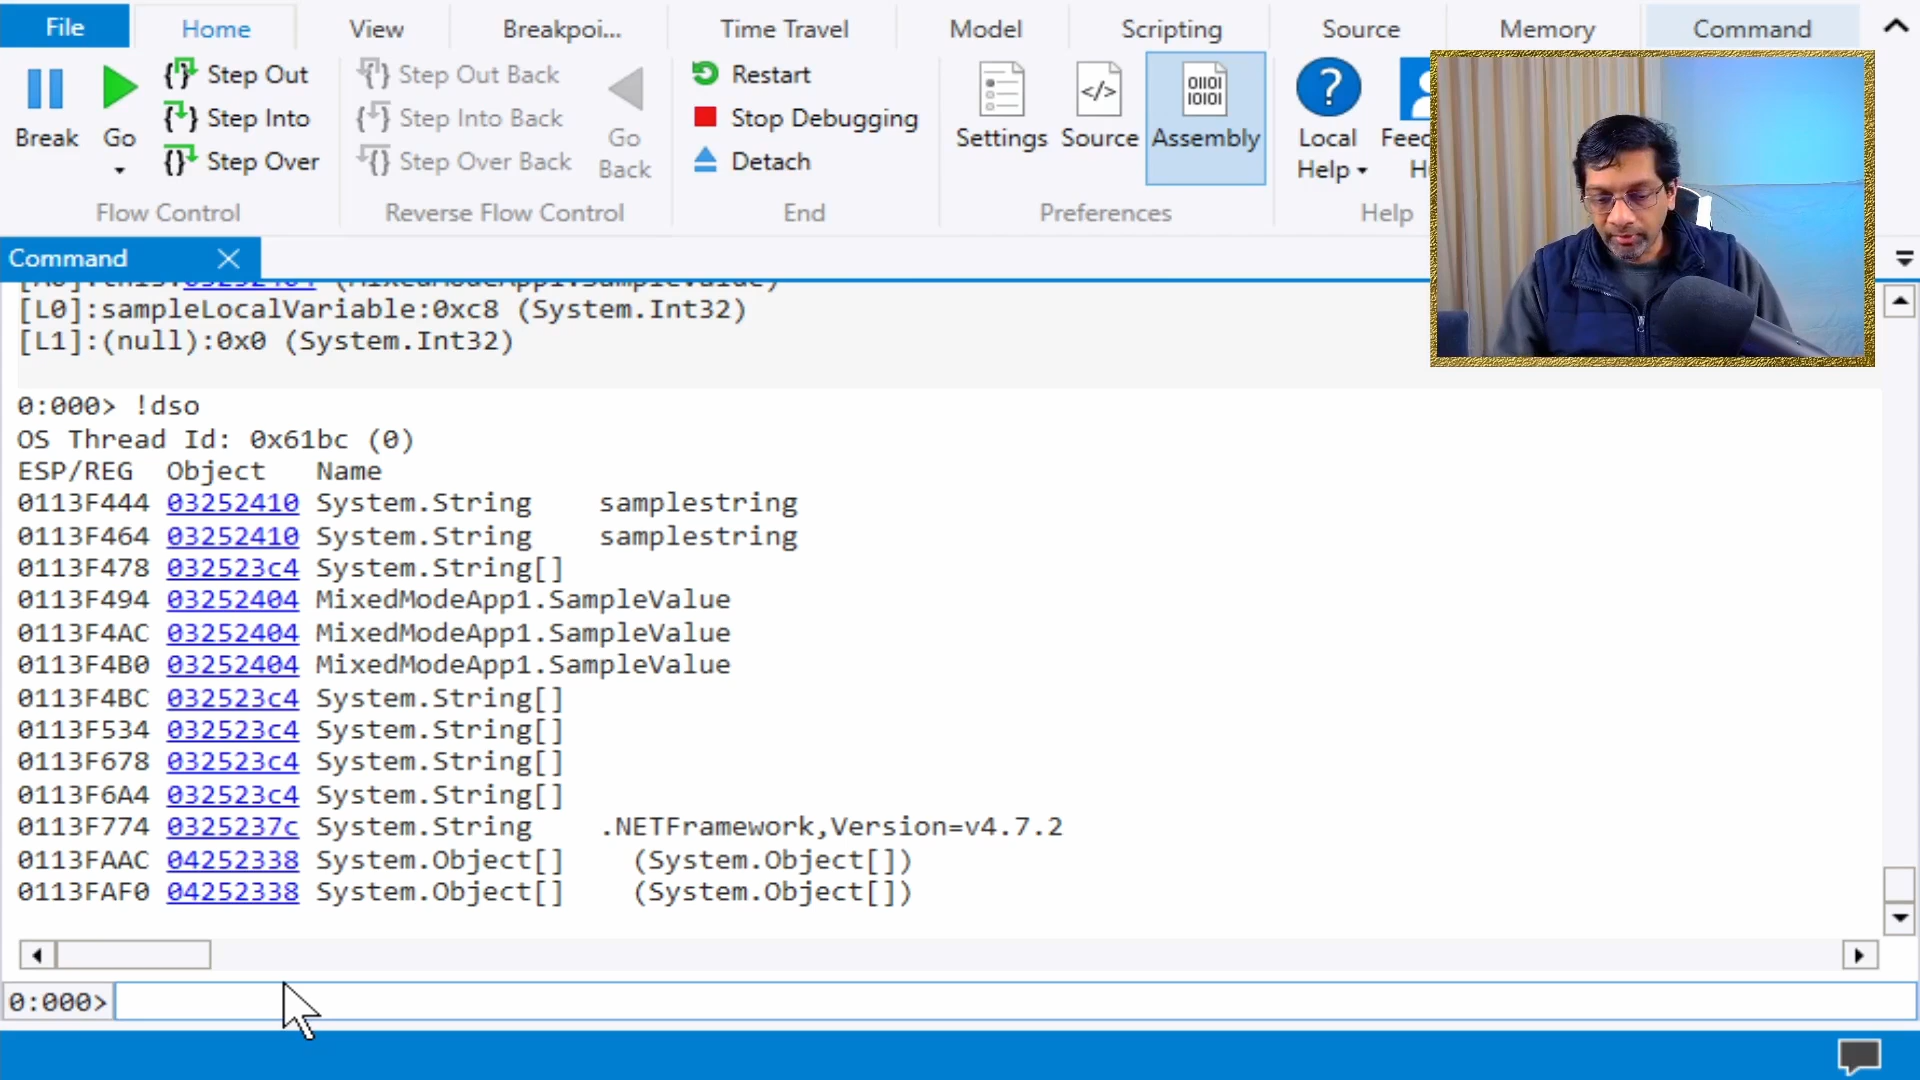 File Home View Breakpoi... Time Travel Model Scripting Source Memory Command
Break Go
Step Out
Step Into
Step Over
Flow Control
Step Out Back
Step Into Back
Step Over Back
Go Back
Reverse Flow Control
Restart
Stop Debugging
Detach
End
Settings Source Assembly
OIIOI
IOIOI
Preferences
Local Help
Help
Command
[L0]:sampleLocalVariable:0xc8 (System.Int32)
[L1]:(null):0x0 (System.Int32)
0:000> !dso
OS Thread Id: 0x61bc (0)
ESP/REG Object Name
0113F444 03252410 System.String samplestring
0113F464 03252410 System.String samplestring
0113F478 032523c4 System.String[]
0113F494 03252404 MixedModeApp1.SampleValue
0113F4AC 03252404 MixedModeApp1.SampleValue
0113F4B0 03252404 MixedModeApp1.SampleValue
0113F4BC 032523c4 System.String[]
0113F534 032523c4 System.String[]
0113F678 032523c4 System.String[]
0113F6A4 032523c4 System.String[]
0113F774 0325237c System.String .NETFramework,Version=v4.7.2
0113FAAC 04252338 System.Object[] (System.Object[])
0113FAF0 04252338 System.Object[] (System.Object[])
0:000>